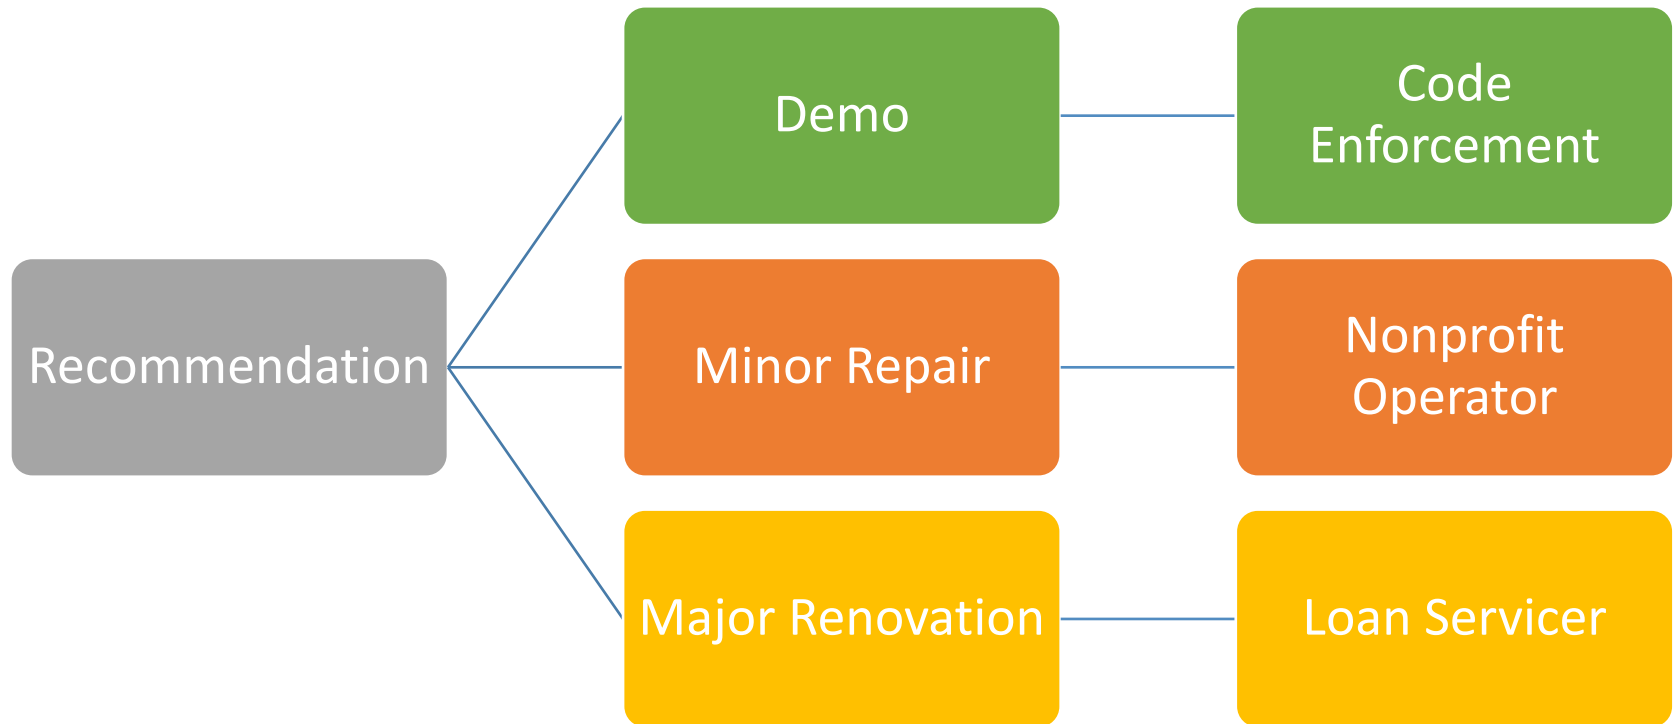 Recommendation
Demo
Code
Enforcement
Minor Repair
Nonprofit
Operator
Major Renovation
Loan Servicer